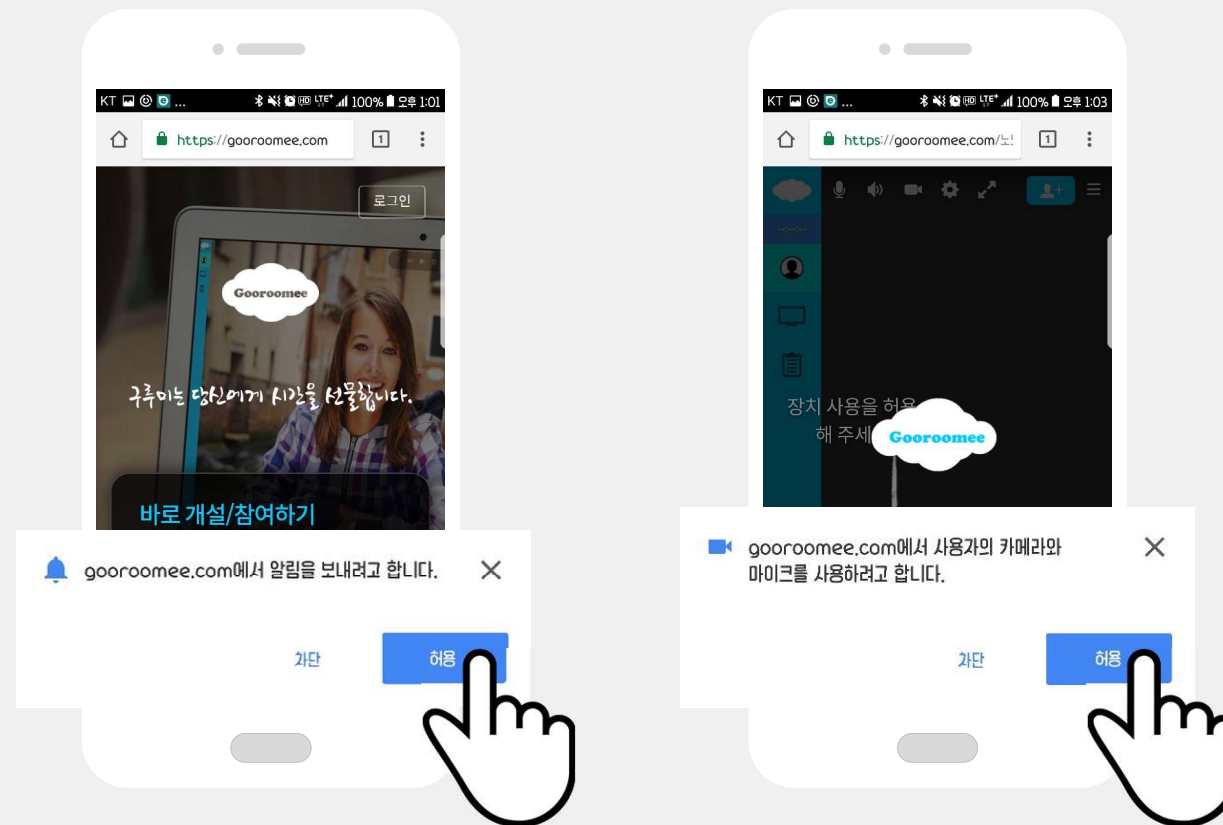 KT ... LTE+ 100% 오후 1:01
https://gooroomee.com 1
로그인
Gooroomee
구루미는 당신에게 시간을 선물합니다.
바로 개설/참여하기
gooroomee.com에서 알림을 보내려고 합니다.
차단 허용
KT ... LTE+ 100% 오후 1:03
https://gooroomee.com/ 1
--:--:--
장치 사용을 허용
해 주세
Gooroomee
gooroomee.com에서 사용자의 카메라와
마이크를 사용하려고 합니다.
차단 허용